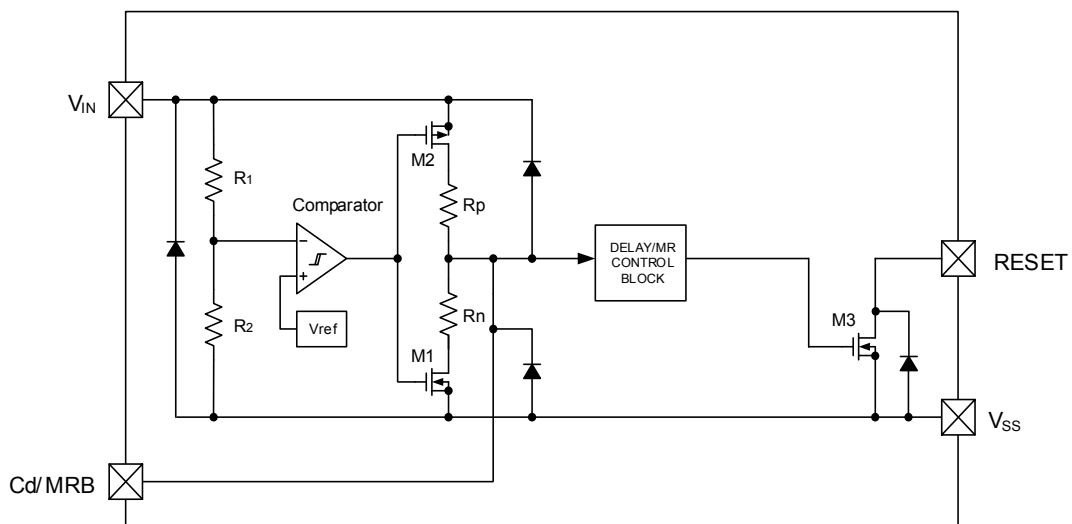 VIN
M2
R1
Rp
Comparator
DELAY/MR
CONTROL
BLOCK
RESET
−
+
Vref
R2
Rn
M1
M3
VSS
Cd/MRB